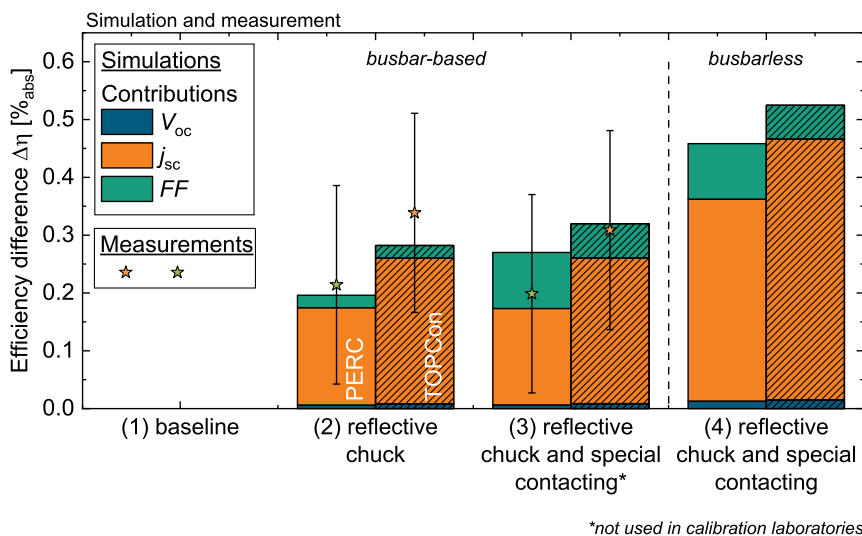 Simulation and measurement
Efficiency difference Δη [%abs]
0.6
0.5
0.4
0.3
0.2
0.1
0.0
Simulations
Contributions
Voc
jsc
FF
Measurements
busbar-based
busbarless
PERC
TOPCon
(1) baseline
(2) reflective
chuck
(3) reflective
chuck and special
contacting*
(4) reflective
chuck and special
contacting
*not used in calibration laboratories